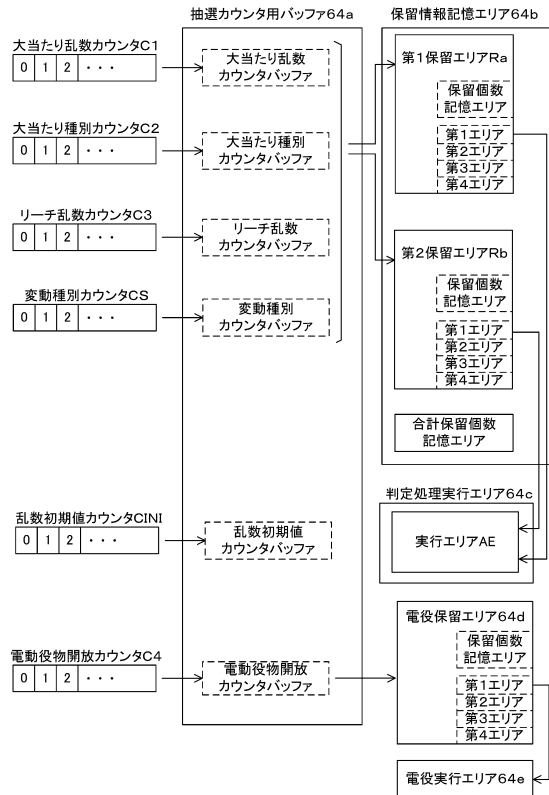 抽選カウンタ用バッファ64a
保留情報記憶エリア64b
大当たり乱数カウンタC1
0 1 2 ・・・
大当たり乱数
カウンタバッファ
大当たり種別カウンタC2
0 1 2 ・・・
大当たり種別
カウンタバッファ
リーチ乱数カウンタC3
0 1 2 ・・・
リーチ乱数
カウンタバッファ
変動種別カウンタCS
0 1 2 ・・・
変動種別
カウンタバッファ
第1保留エリアRa
保留個数
記憶エリア
第1エリア
第2エリア
第3エリア
第4エリア
第2保留エリアRb
保留個数
記憶エリア
第1エリア
第2エリア
第3エリア
第4エリア
合計保留個数
記憶エリア
判定処理実行エリア64c
実行エリアAE
乱数初期値カウンタCINI
0 1 2 ・・・
乱数初期値
カウンタバッファ
電動役物開放カウンタC4
0 1 2 ・・・
電動役物開放
カウンタバッファ
電役保留エリア64d
保留個数
記憶エリア
第1エリア
第2エリア
第3エリア
第4エリア
電役実行エリア64e